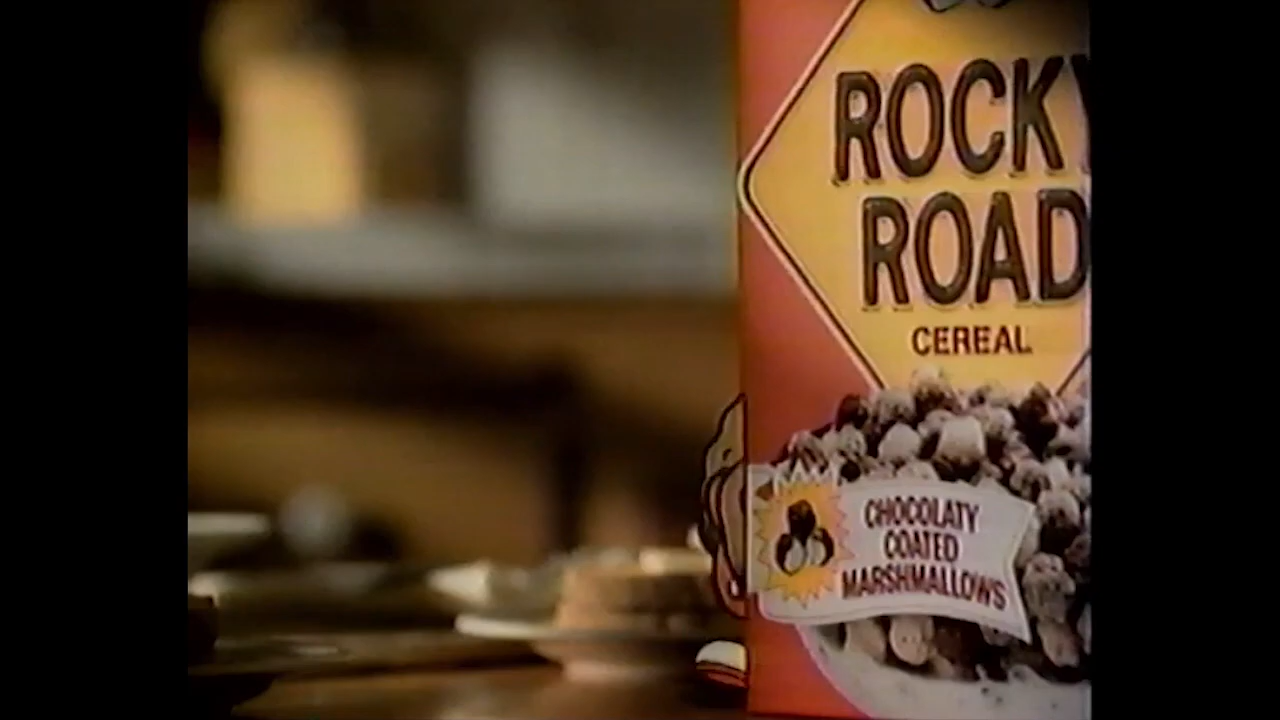 ROCKY
ROAD
CEREAL
CHOCOLATY
COATED
MARSHMALLOWS